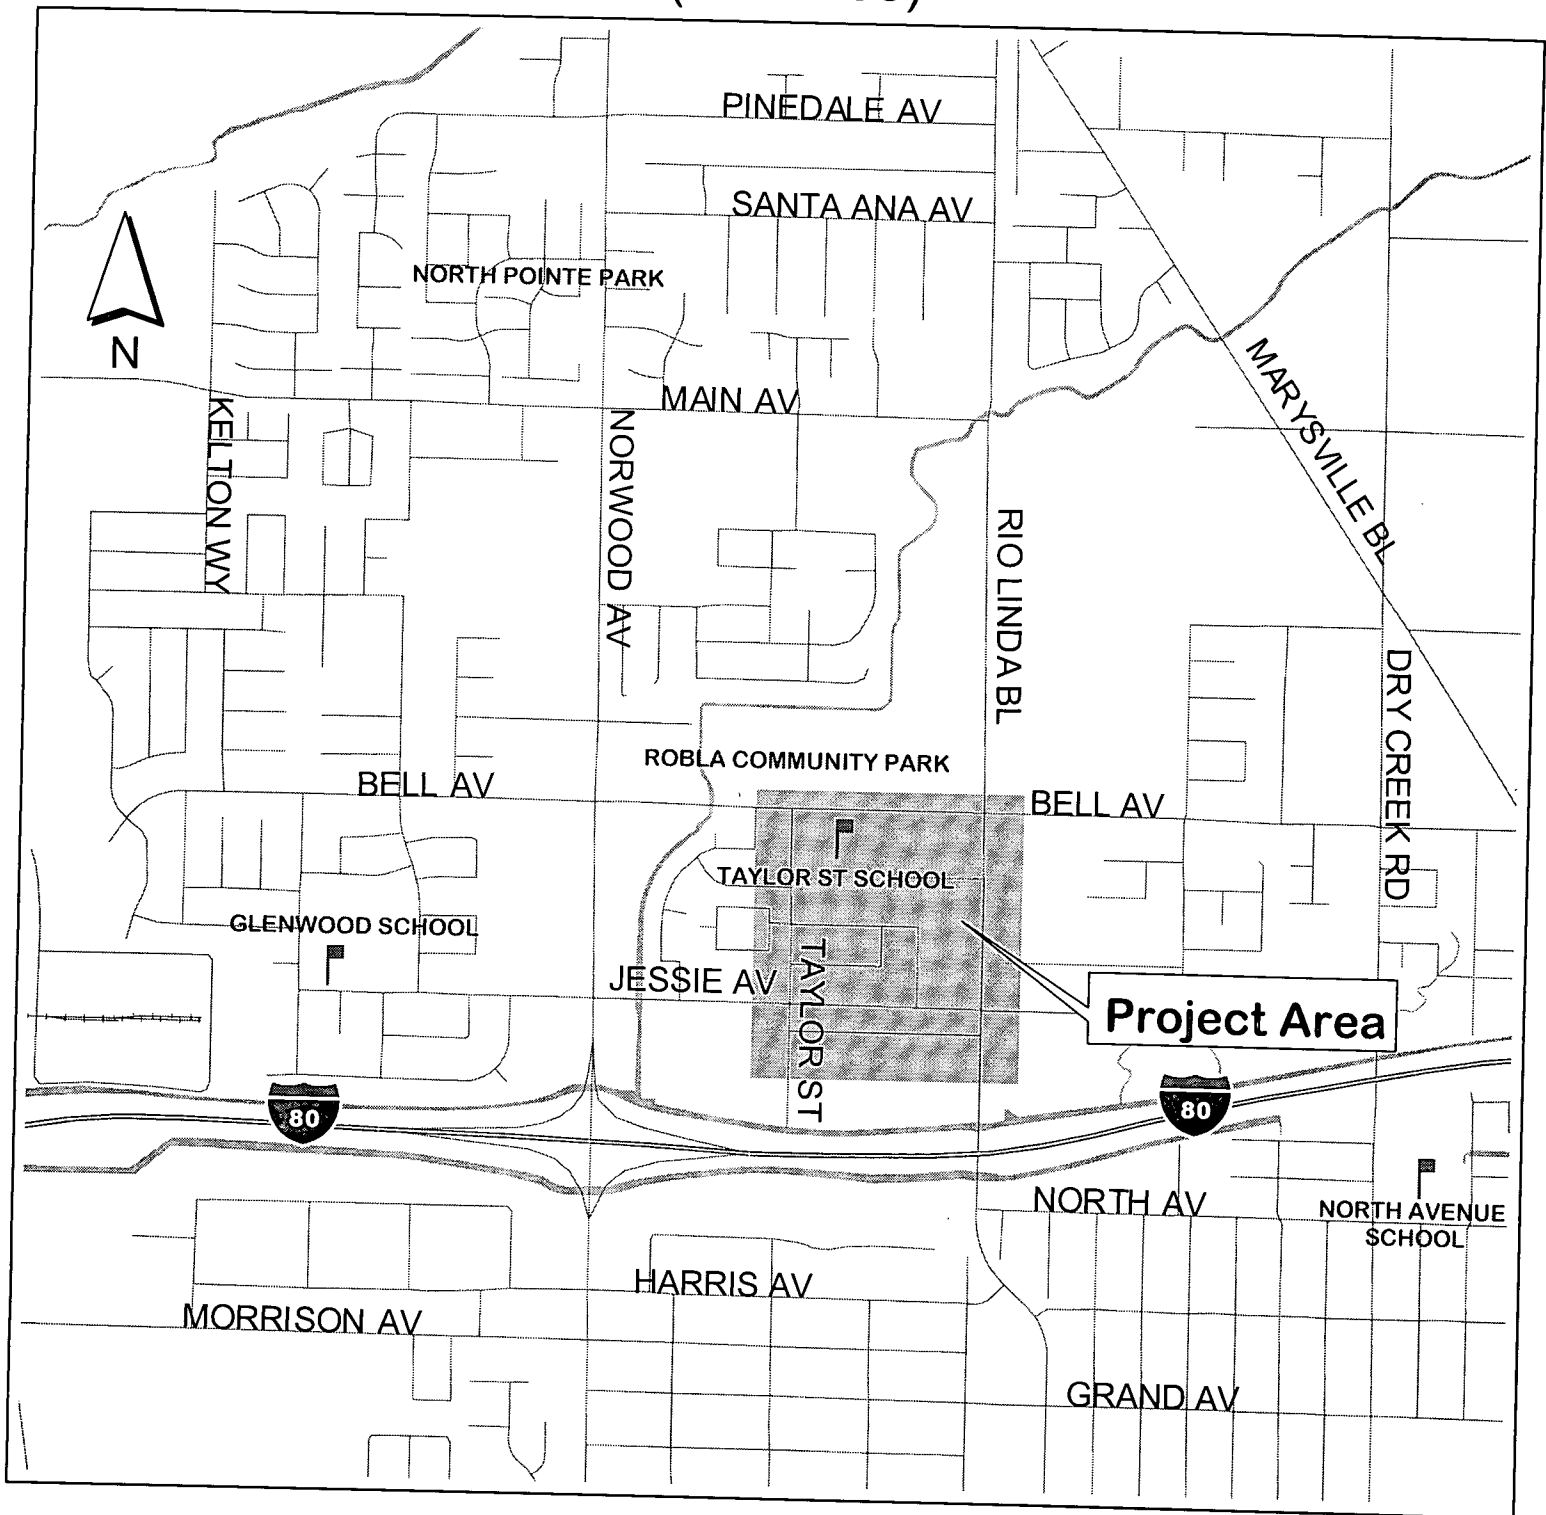 PINEDALE AV
SANTA ANA AV
NORTH POINTE PARK
N
MARYSVILLE BL
MAIN AV
KELTON WY
NORWOOD AV
RIO LINDA BL
DRY CREEK RD
ROBLA COMMUNITY PARK
BELL AV
BELL AV
TAYLOR ST SCHOOL
GLENWOOD SCHOOL
JESSIE AV
TAYLOR ST
Project Area
80
80
NORTH AV
NORTH AVENUE
SCHOOL
HARRIS AV
MORRISON AV
GRAND AV